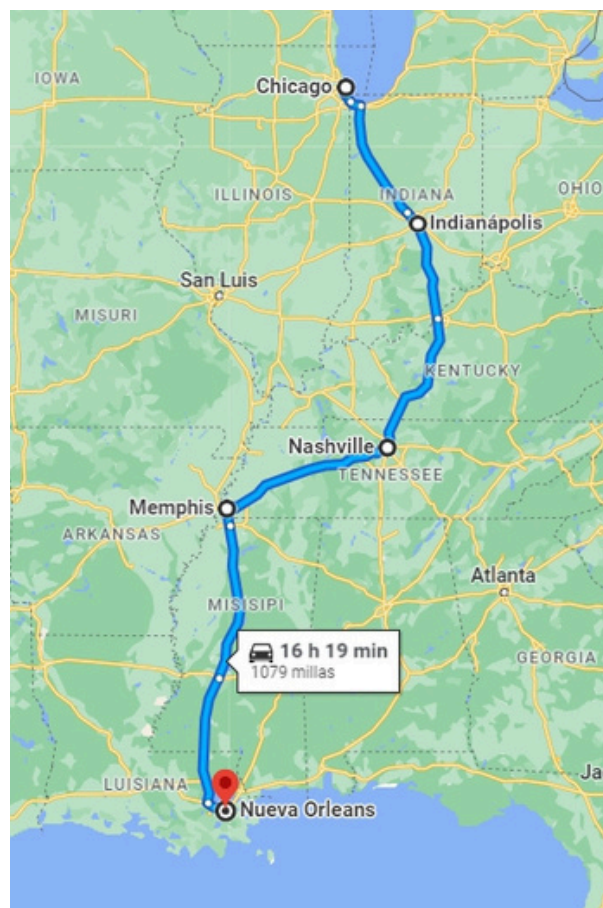 IOWA
Chicago
ILLINOIS
INDIANA
OHIO
Indianápolis
San Luis
MISURI
KENTUCKY
Nashville
TENNESSEE
Memphis
ARKANSAS
Atlanta
MISISIPI
16 h 19 min
1079 millas
GEORGIA
Ja
LUISIANA
Nueva Orleans